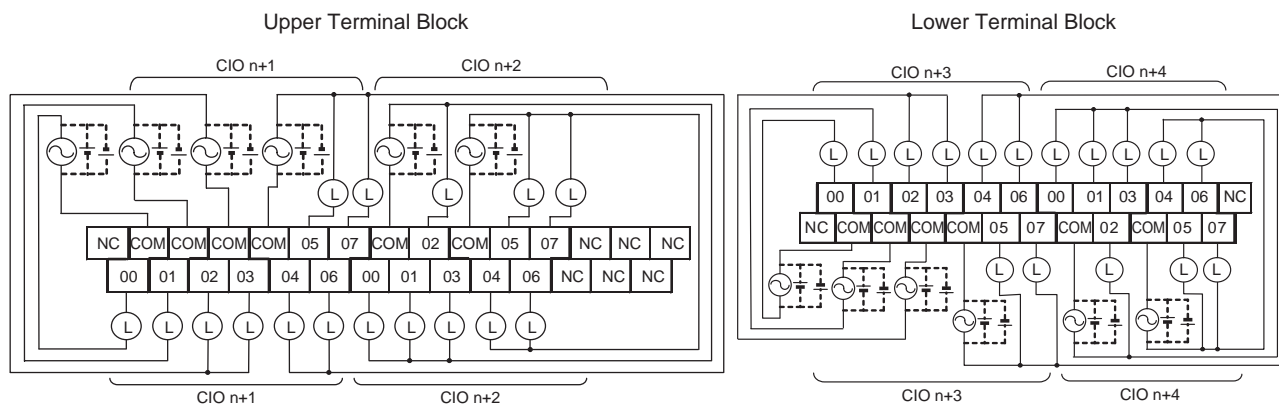 Upper Terminal Block
CIO n+1 CIO n+2
L L L L L
NC COM COM COM COM 05 07 COM 02 COM 05 07 NC NC NC
00 01 02 03 04 06 00 01 03 04 06 NC NC NC
L L L L L L L L L L L
CIO n+1 CIO n+2
Lower Terminal Block
CIO n+3 CIO n+4
L L L L L L L L L L L
00 01 02 03 04 06 00 01 03 04 06 NC
NC COM COM COM COM 05 07 COM 02 COM 05 07
L L L L L
CIO n+3 CIO n+4